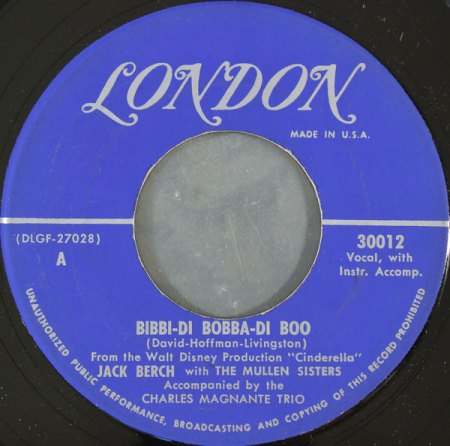 LONDON
MADE IN U.S.A.
(DLGF-27028)
A
30012
Vocal, with
Instr. Accomp.
BIBBI-DI BOBBA-DI BOO
(David-Hoffman-Livingston)
From the Walt Disney Production "Cinderella"
JACK BERCH with THE MULLEN SISTERS
Accompanied by the
CHARLES MAGNANTE TRIO
UNAUTHORIZED PUBLIC PERFORMANCE, BROADCASTING AND COPYING OF THIS RECORD PROHIBITED